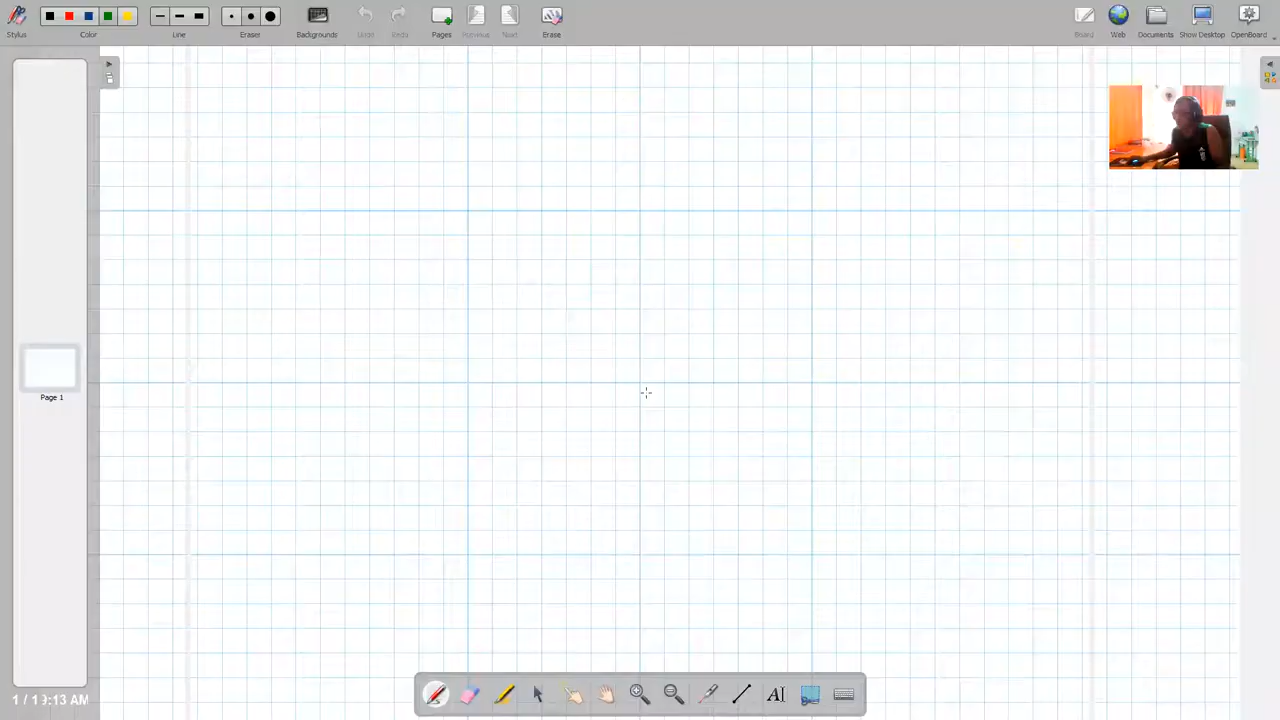 Stylus
Color
Line
Eraser
Backgrounds
Undo
Redo
Pages
Previous
Next
Erase
Board
Web
Documents
Show Desktop
OpenBoard
Page 1
AI